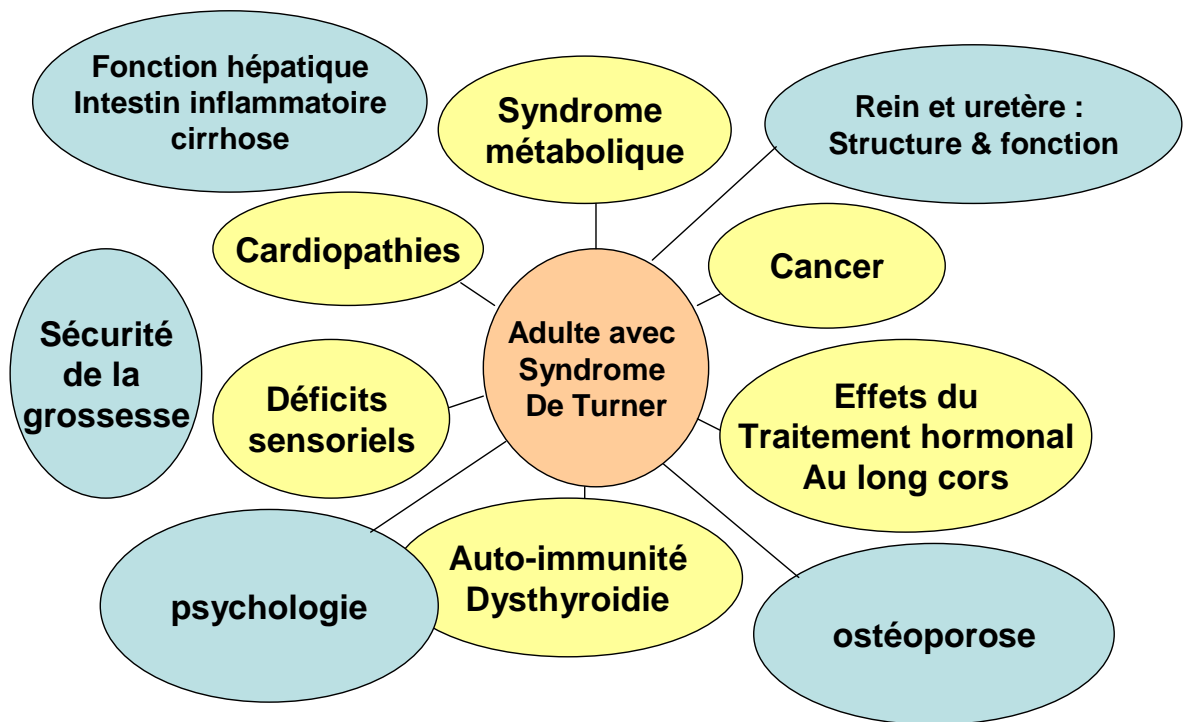 Fonction hépatique
Intestin inflammatoire
cirrhose
Syndrome
métabolique
Rein et uretère :
Structure & fonction
Cardiopathies
Cancer
Sécurité
de la
grossesse
Adulte avec
Syndrome
De Turner
Déficits
sensoriels
Effets du
Traitement hormonal
Au long cors
Auto-immunité
Dysthyroidie
psychologie
ostéoporose